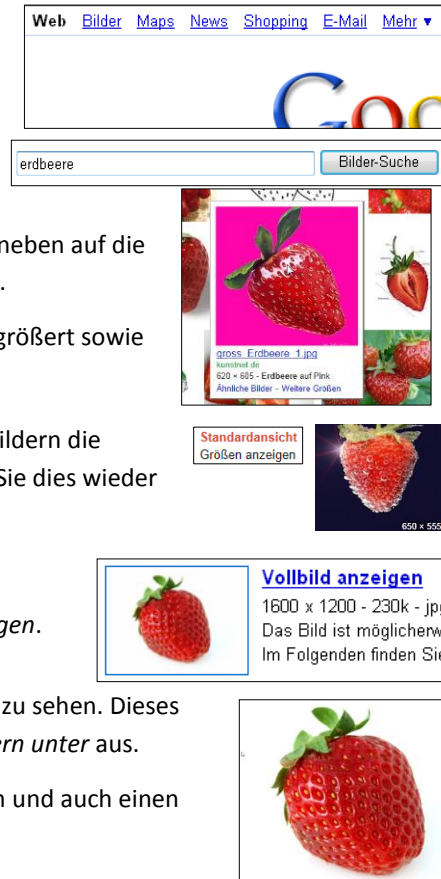 Web Bilder Maps News Shopping E-Mail Mehr ▼
Goo
erdbeere Bilder-Suche
neben auf die
.
größert sowie
gross_Erdbeere_1.jpg
kunstnet.de
620 × 605 - Erdbeere auf Pink
Ähnliche Bilder - Weitere Größen
ildern die
Sie dies wieder
Standardansicht
Größen anzeigen
650 × 555
gen.
Vollbild anzeigen
1600 x 1200 - 230k - jpg
Das Bild ist möglicherw
Im Folgenden finden Sie
zu sehen. Dieses
ern unter aus.
n und auch einen